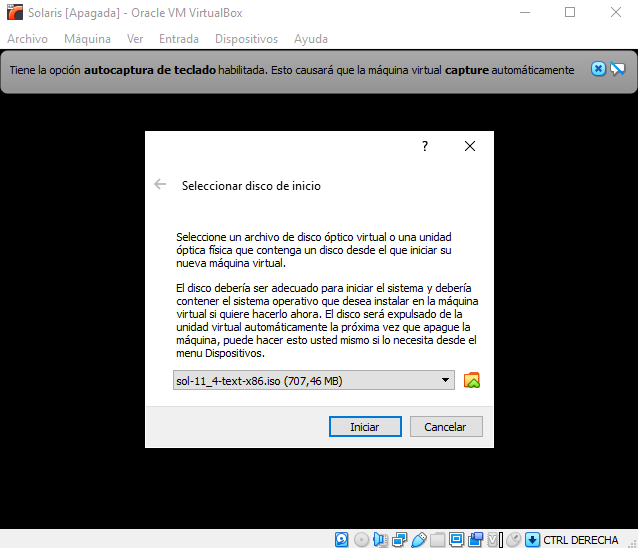 Solaris [Apagada] - Oracle VM VirtualBox
Archivo Máquina Ver Entrada Dispositivos Ayuda
Tiene la opción autocaptura de teclado habilitada. Esto causará que la máquina virtual capture automáticamente
?
Seleccionar disco de inicio
Seleccione un archivo de disco óptico virtual o una unidad
óptica física que contenga un disco desde el que iniciar su
nueva máquina virtual.
El disco debería ser adecuado para iniciar el sistema y debería
contener el sistema operativo que desea instalar en la máquina
virtual si quiere hacerlo ahora. El disco será expulsado de la
unidad virtual automáticamente la próxima vez que apague la
máquina, puede hacer esto usted mismo si lo necesita desde el
menu Dispositivos.
sol-11_4-text-x86.iso (707,46 MB)
Iniciar Cancelar
CTRL DERECHA